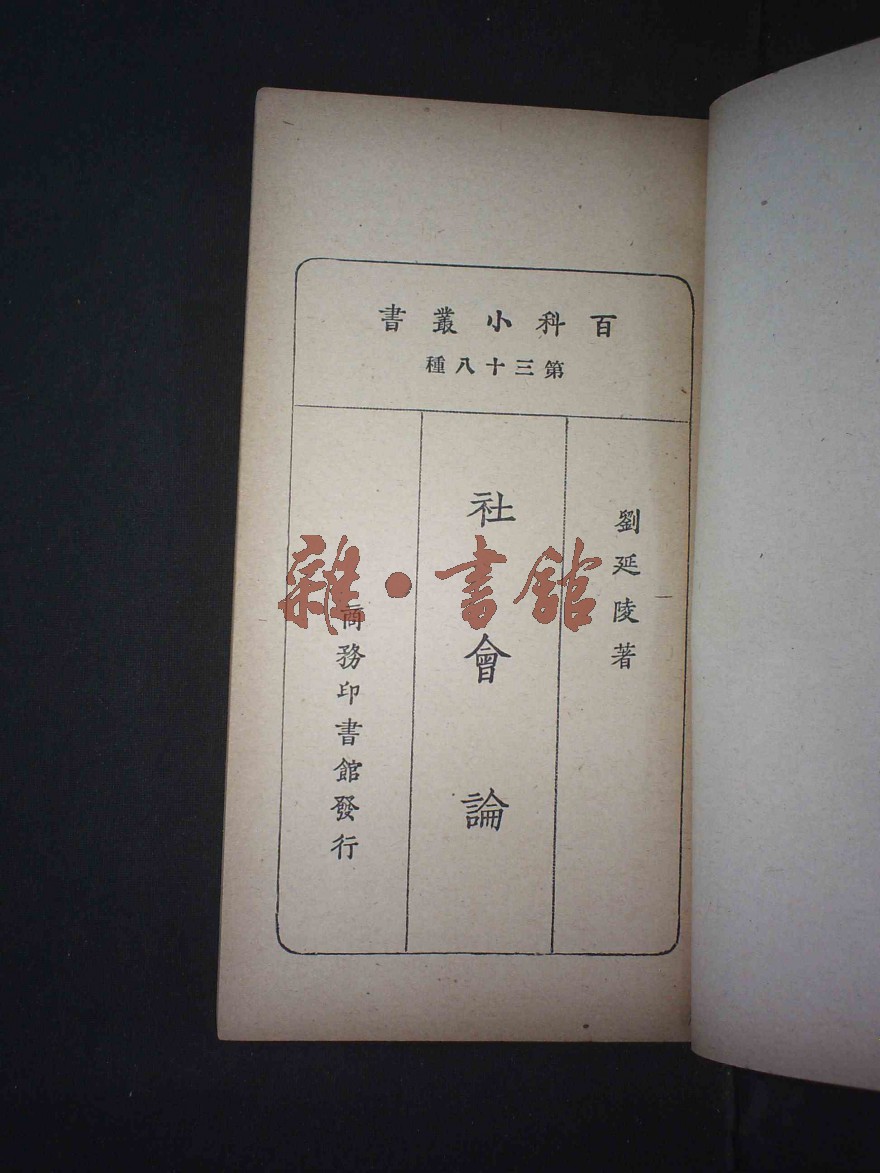 百科小叢書
第三十八種
劉延陵著
社會論
商務印書館發行
雜·書館